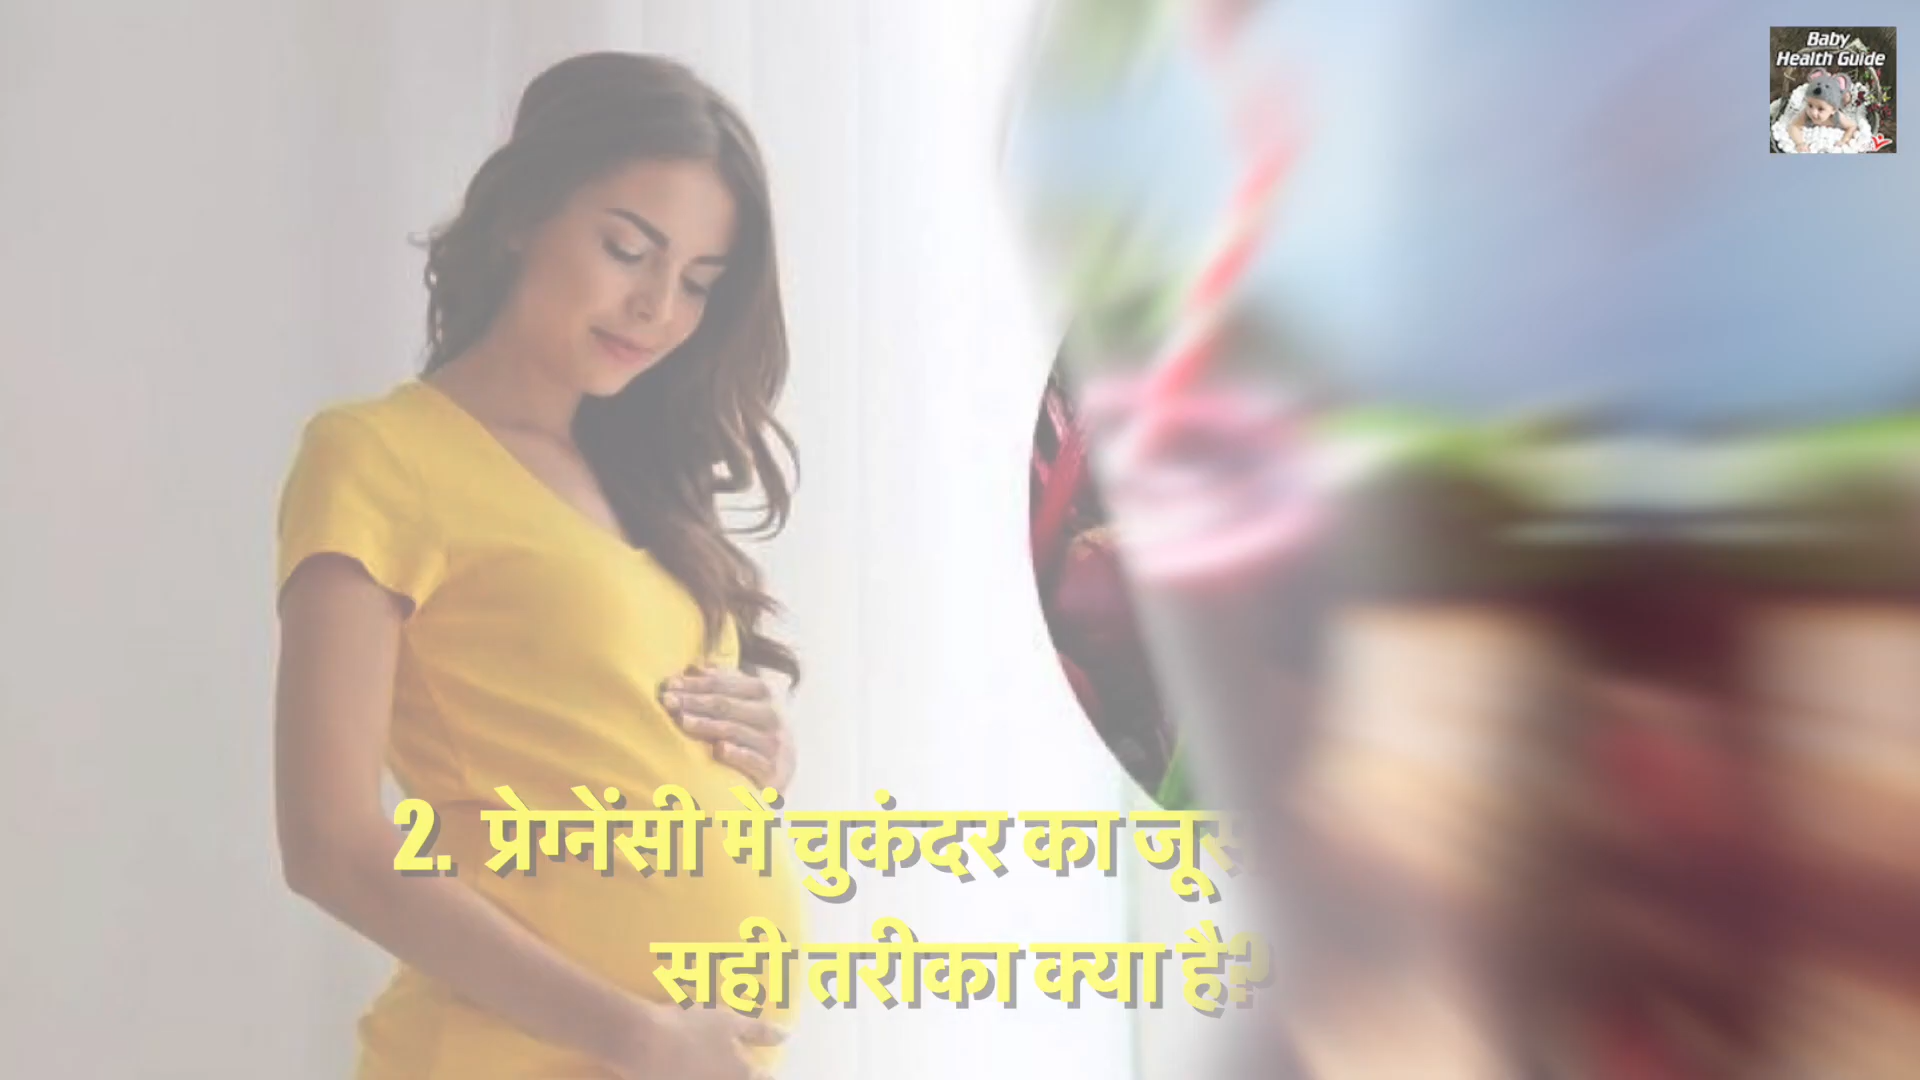 Baby
Health Guide
2. प्रेग्नेंसी में चुकंदर का
सही तरीका क्या है?